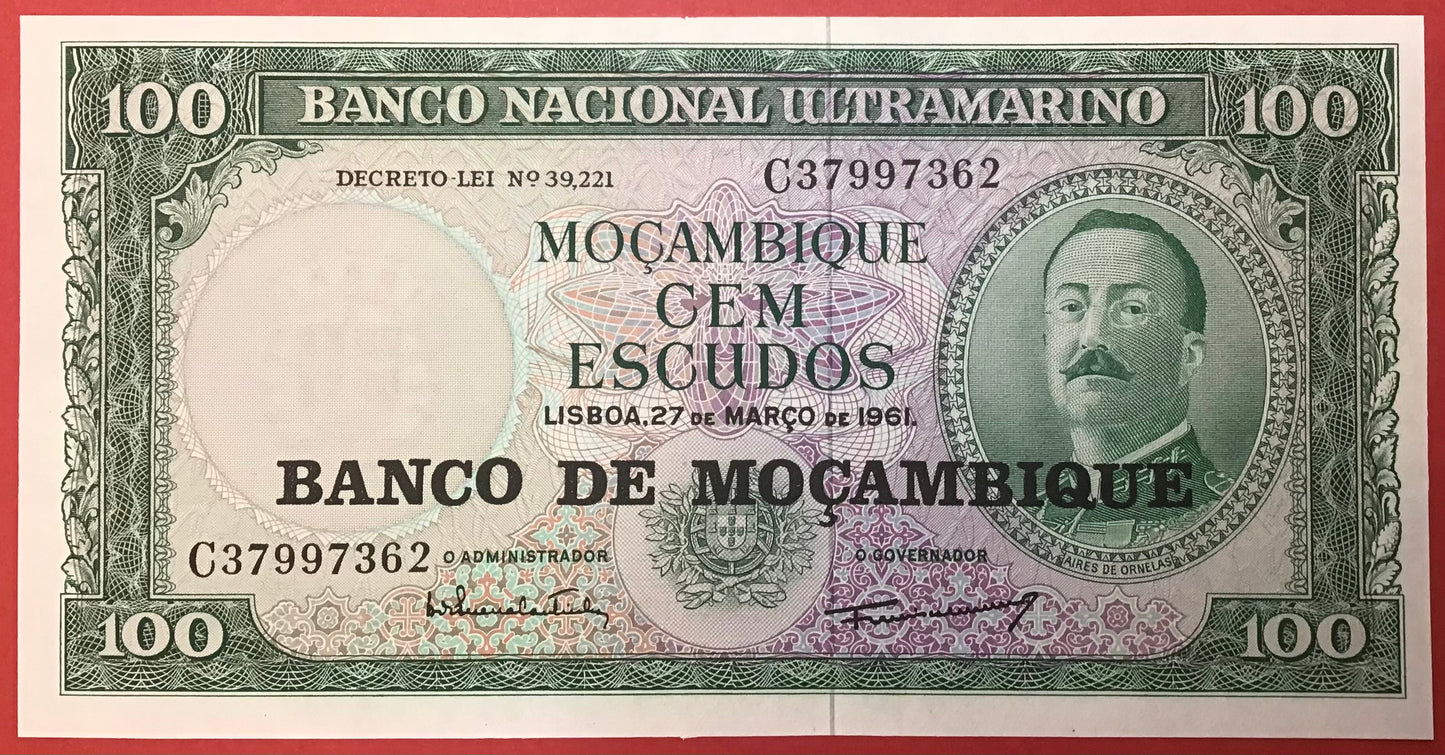 100 BANCO NACIONAL ULTRAMARINO 100
DECRETO-LEI Nº 39,221 C37997362
MOÇAMBIQUE
CEM
ESCUDOS
LISBOA, 27 DE MARÇO DE 1961.
BANCO DE MOÇAMBIQUE
C37997362 O ADMINISTRADOR O GOVERNADOR
AIRES DE ORNELAS
100 100